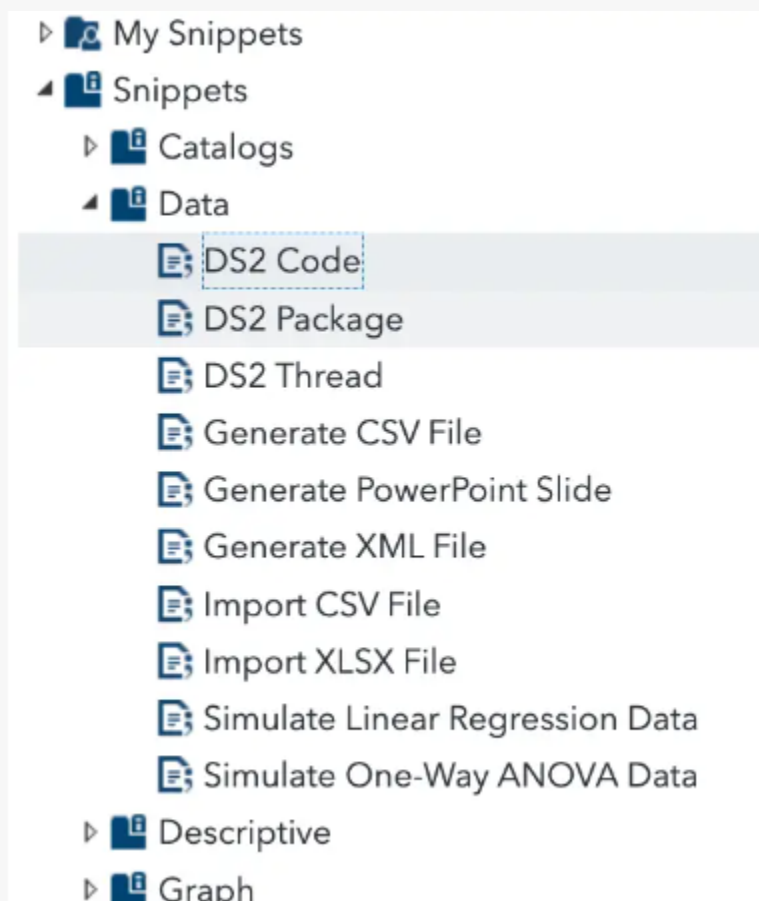 My Snippets
Snippets
Catalogs
Data
DS2 Code
DS2 Package
DS2 Thread
Generate CSV File
Generate PowerPoint Slide
Generate XML File
Import CSV File
Import XLSX File
Simulate Linear Regression Data
Simulate One-Way ANOVA Data
Descriptive
Graph